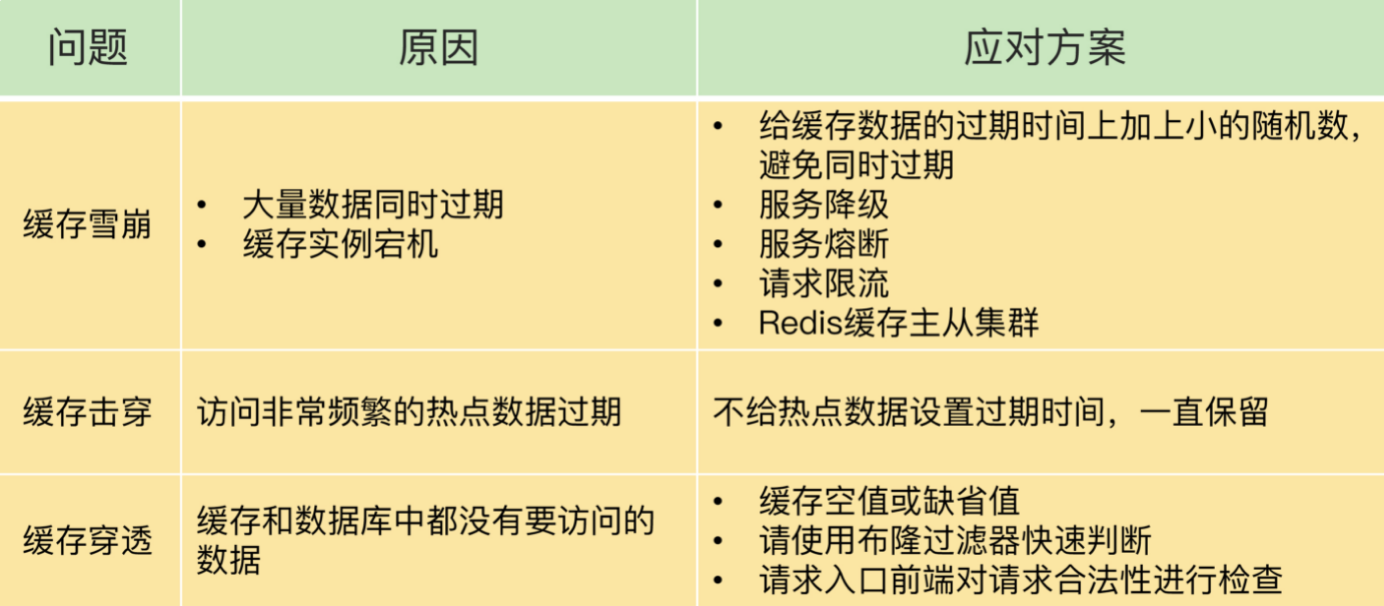 问题
原因
应对方案
缓存雪崩
• 大量数据同时过期
• 缓存实例宕机
• 给缓存数据的过期时间上加上小的随机数，
避免同时过期
• 服务降级
• 服务熔断
• 请求限流
• Redis缓存主从集群
缓存击穿
访问非常频繁的热点数据过期
不给热点数据设置过期时间，一直保留
缓存穿透
缓存和数据库中都没有要访问的
数据
• 缓存空值或缺省值
• 请使用布隆过滤器快速判断
• 请求入口前端对请求合法性进行检查